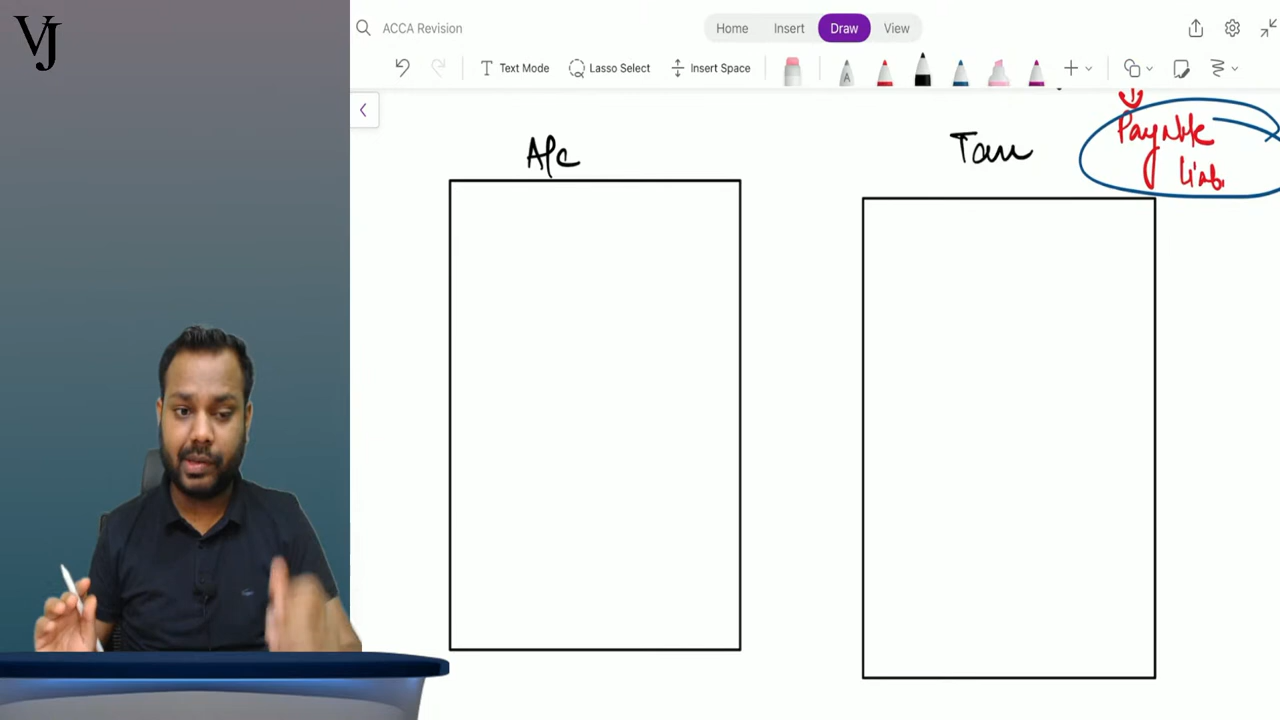 VJ
ACCA Revision
Home Insert Draw View
Text Mode Lasso Select Insert Space
A
A/c
Tax
Payable
Liab.